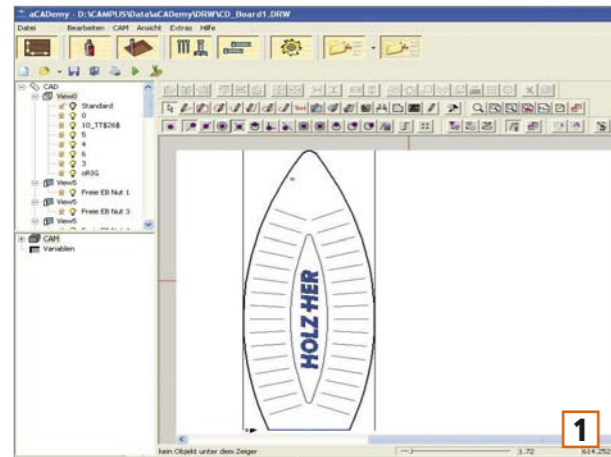 aCADemy - D:\CAMPUS\Data\aCADemy\DRW\CD_Board1.DRW
Datei Bearbeiten CAM Ansicht Extras Hilfe
CAD
View0
Standard
0
10_TT$26$
5
4
6
3
View5
Freie EB Nut 1
View5
Freie EB Nut 3
View5
CAM
Variablen
Text
HOLZ-HER
1
kein Objekt unter dem Zeiger 1.72 614.252